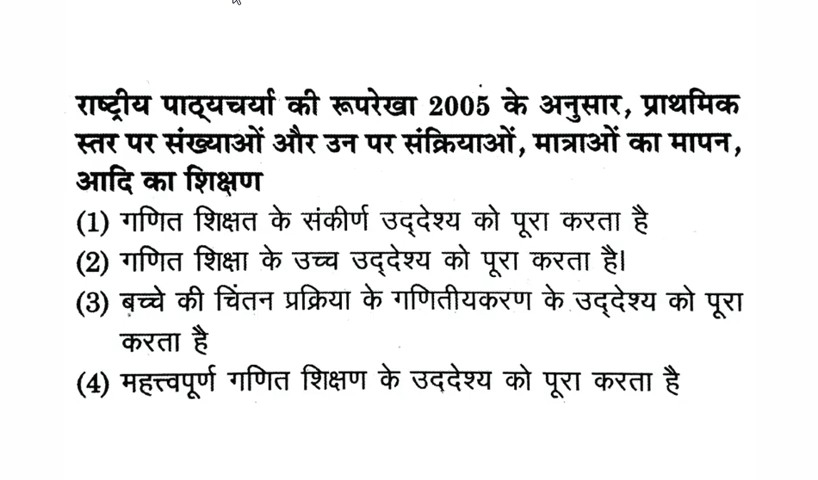 राष्ट्रीय पाठ्यचर्या की रूपरेखा 2005 के अनुसार, प्राथमिक
स्तर पर संख्याओं और उन पर संक्रियाओं, मात्राओं का मापन,
आदि का शिक्षण
(1) गणित शिक्षत के संकीर्ण उद्देश्य को पूरा करता है
(2) गणित शिक्षा के उच्च उद्देश्य को पूरा करता है।
(3) बच्चे की चिंतन प्रक्रिया के गणितीयकरण के उद्देश्य को पूरा
करता है
(4) महत्त्वपूर्ण गणित शिक्षण के उददेश्य को पूरा करता है